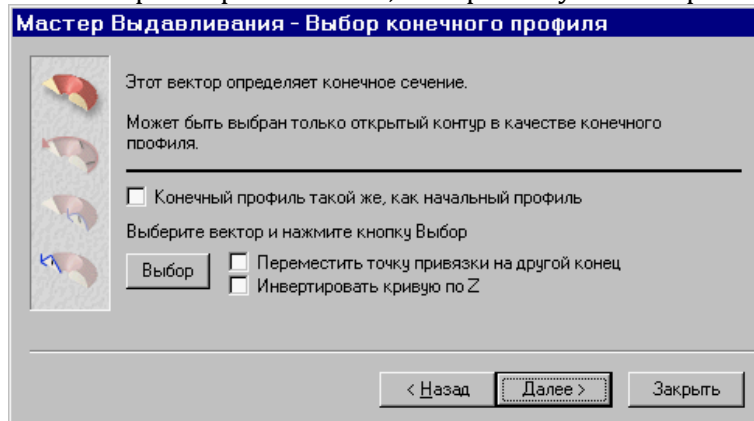 Мастер Выдавливания - Выбор конечного профиля
Этот вектор определяет конечное сечение.
Может быть выбран только открытый контур в качестве конечного
профиля.
Конечный профиль такой же, как начальный профиль
Выберите вектор и нажмите кнопку Выбор
Выбор
Переместить точку привязки на другой конец
Инвертировать кривую по Z
< Назад
Далее >
Закрыть